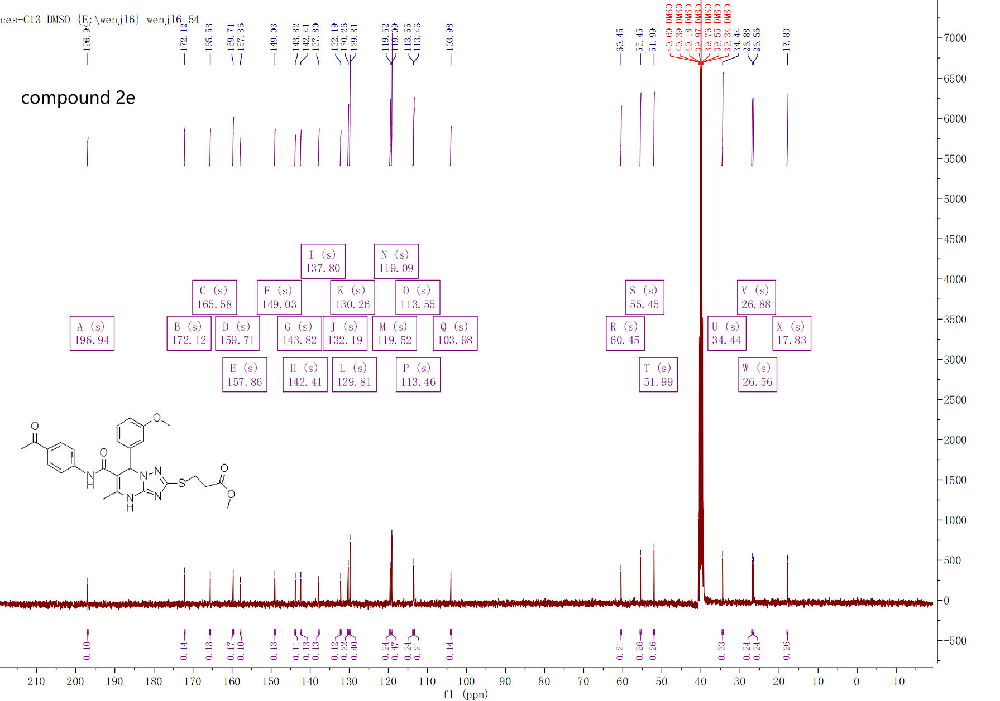 ces-C13 DMSO {E:\wenj16} wenj16_54
196.94
172.12
165.58
159.71
157.86
149.03
143.82
142.41
137.80
132.19
130.26
129.81
119.52
119.09
113.55
113.46
103.98
60.45
55.45
51.99
40.60 DMSO
40.39 DMSO
40.18 DMSO
39.97 DMSO
39.76 DMSO
39.55 DMSO
39.34 DMSO
34.44
26.88
26.56
17.83
compound 2e
I (s)
137.80
N (s)
119.09
C (s)
165.58
F (s)
149.03
K (s)
130.26
O (s)
113.55
S (s)
55.45
V (s)
26.88
A (s)
196.94
B (s)
172.12
D (s)
159.71
G (s)
143.82
J (s)
132.19
M (s)
119.52
Q (s)
103.98
R (s)
60.45
U (s)
34.44
X (s)
17.83
E (s)
157.86
H (s)
142.41
L (s)
129.81
P (s)
113.46
T (s)
51.99
W (s)
26.56
O
O
O
O
N
H
N
N
N
N
H
S
O
O
7000
6500
6000
5500
5000
4500
4000
3500
3000
2500
2000
1500
1000
500
0
-500
0.10
0.14
0.13
0.17
0.10
0.13
0.11
0.13
0.13
0.12
0.22
0.40
0.24
0.47
0.24
0.21
0.14
0.21
0.26
0.26
0.33
0.24
0.24
0.26
210 200 190 180 170 160 150 140 130 120 110 100 90 80 70 60 50 40 30 20 10 0 -10
f1 (ppm)